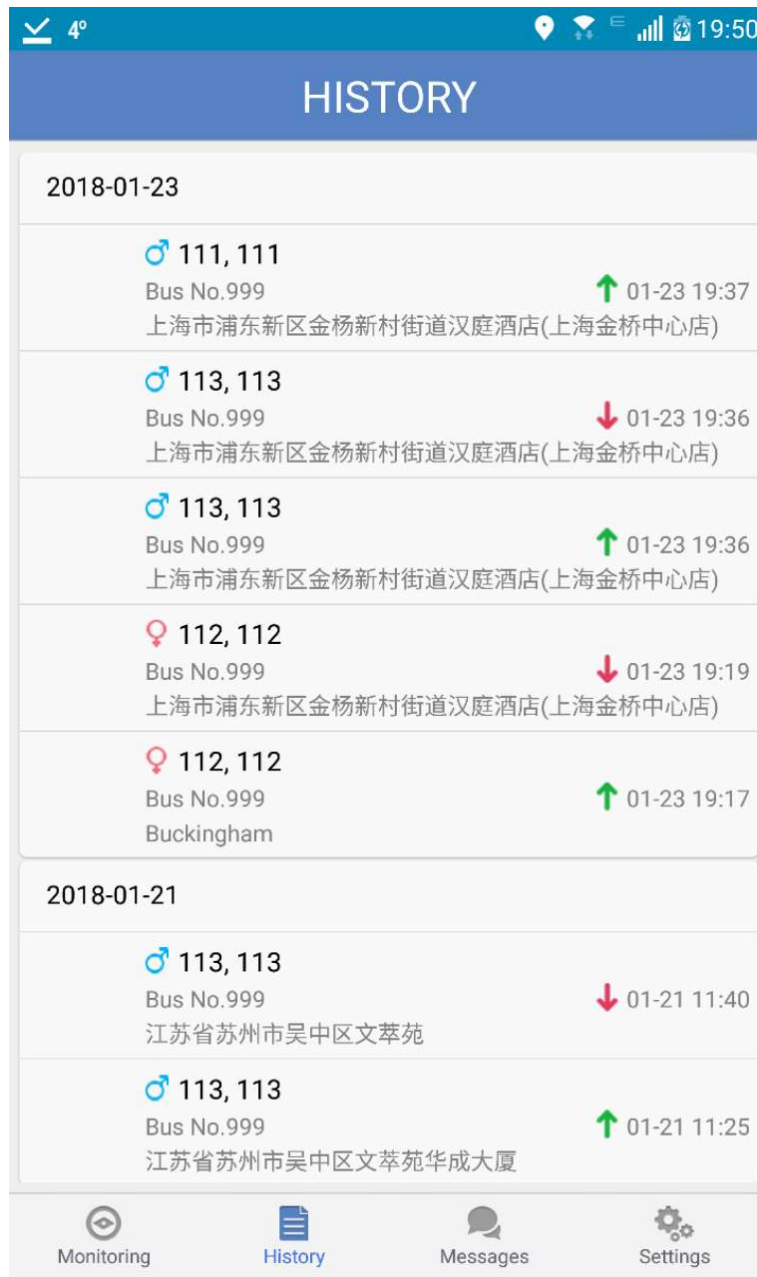 4°
E
19:50
HISTORY
2018-01-23
111, 111
Bus No.999
01-23 19:37
上海市浦东新区金杨新村街道汉庭酒店(上海金桥中心店)
113, 113
Bus No.999
01-23 19:36
上海市浦东新区金杨新村街道汉庭酒店(上海金桥中心店)
113, 113
Bus No.999
01-23 19:36
上海市浦东新区金杨新村街道汉庭酒店(上海金桥中心店)
112, 112
Bus No.999
01-23 19:19
上海市浦东新区金杨新村街道汉庭酒店(上海金桥中心店)
112, 112
Bus No.999
01-23 19:17
Buckingham
2018-01-21
113, 113
Bus No.999
01-21 11:40
江苏省苏州市吴中区文萃苑
113, 113
Bus No.999
01-21 11:25
江苏省苏州市吴中区文萃苑华成大厦
Monitoring
History
Messages
Settings